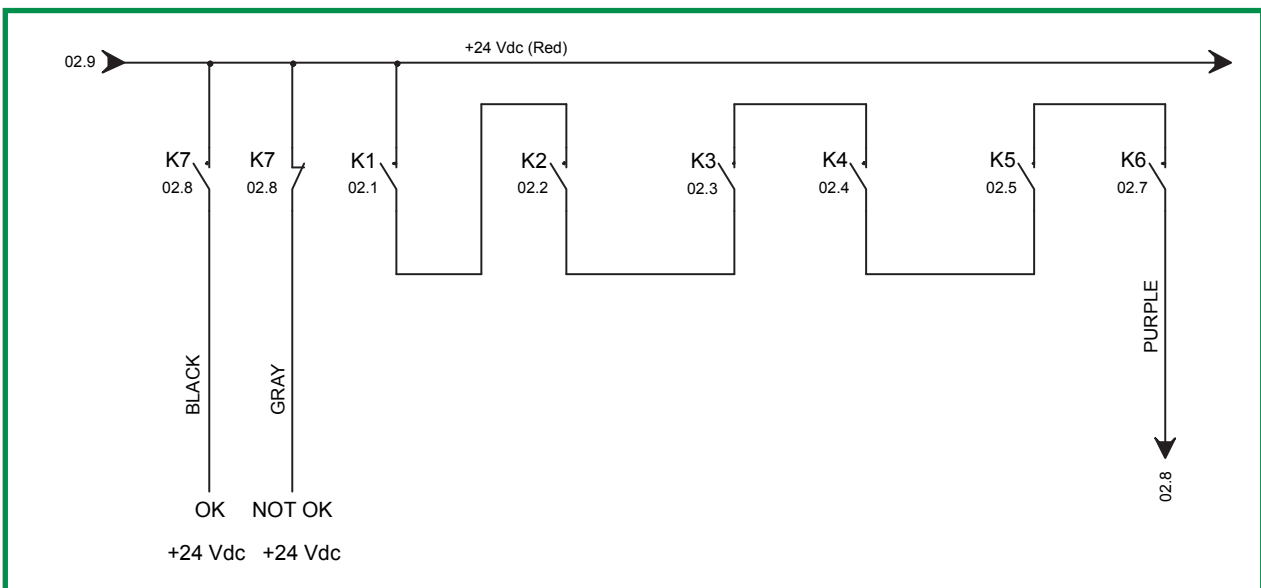 +24 Vdc (Red)
02.9
K7 K7 K1 K2 K3 K4 K5 K6
02.8 02.8 02.1 02.2 02.3 02.4 02.5 02.7
PURPLE
BLACK GRAY
02.8
OK NOT OK
+24 Vdc +24 Vdc